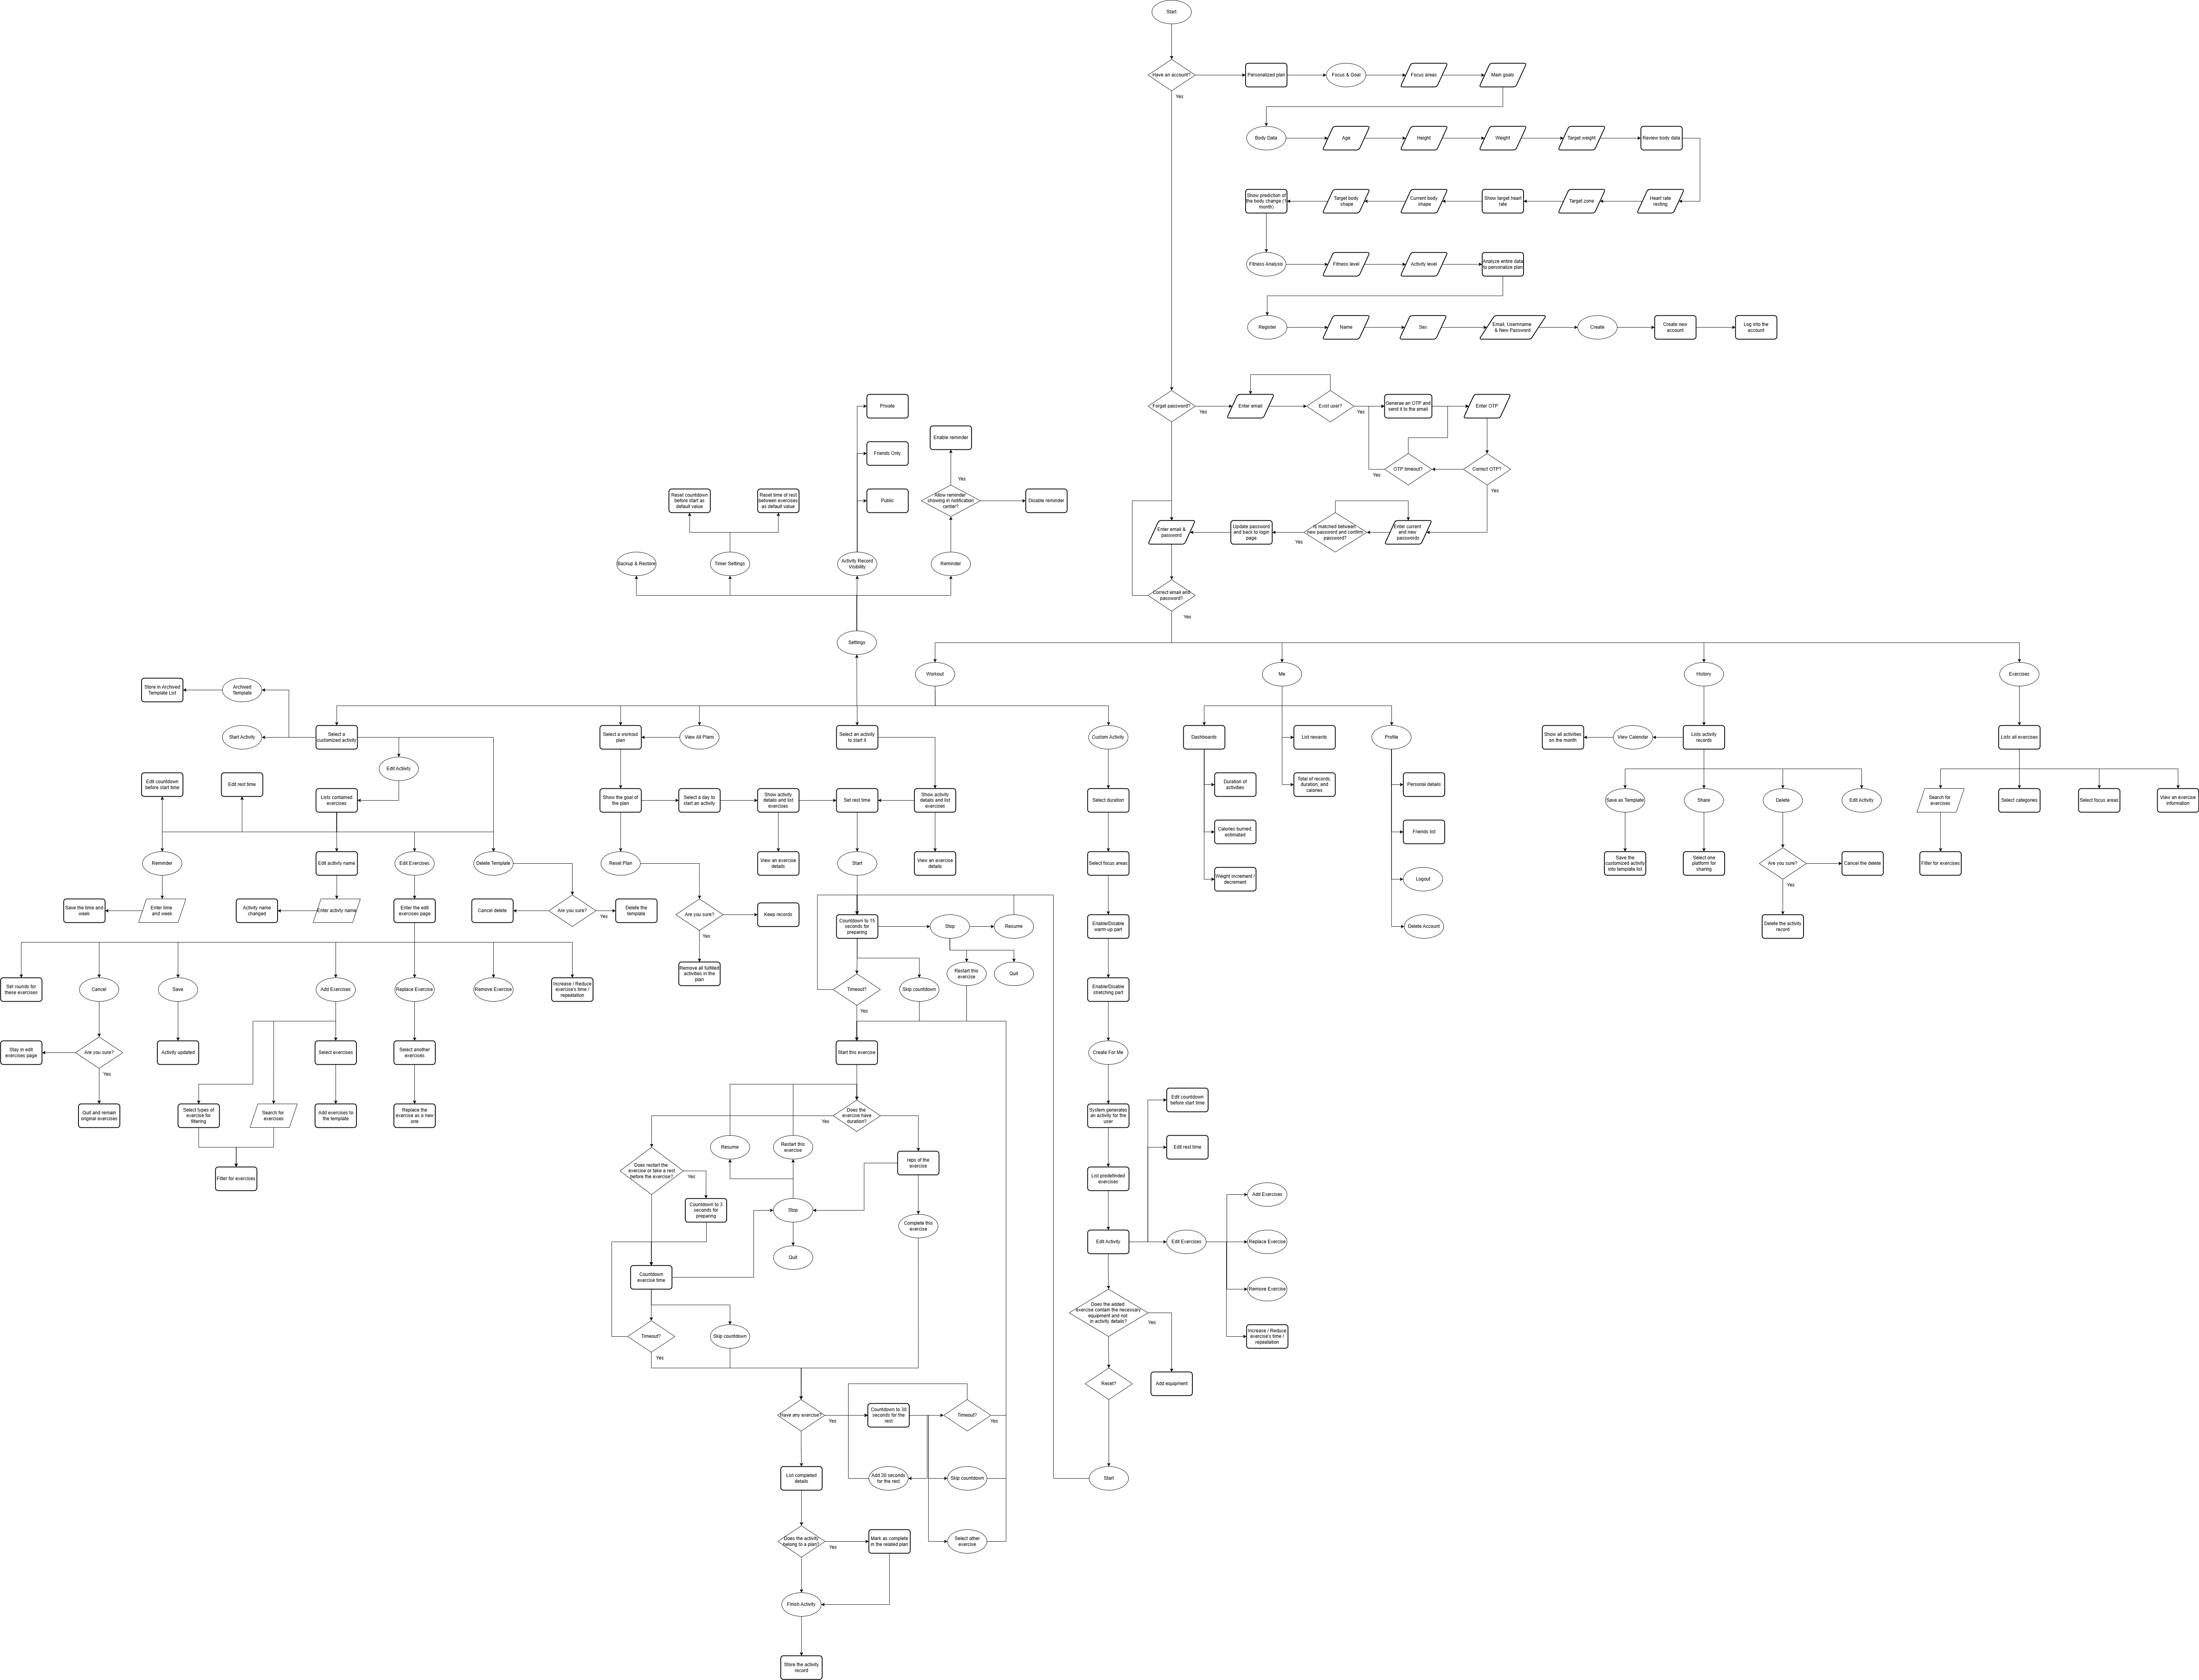 Start
Have an account?
Personalized plan
Focus & Goal
Focus areas
Main goals
Yes
Body Data
Age
Height
Weight
Target weight
Review body data
Show prediction of
the body change (1
month)
Target body
shape
Current body
shape
Show target heart
rate
Target zone
Heart rate
resting
Fitness Analysis
Fitness level
Activity level
Analyze entire data
to personalize plan
Register
Name
Sex
Email, Username
& New Password
Create
Create new
account
Log into the
account
Forget password?
Yes
Enter email
Exist user?
Yes
Generae an OTP and
send it to the email
Enter OTP
OTP timeout?
Yes
Correct OTP?
Yes
Enter email &
password
Update password
and back to login
page
Is matched between
new password and confirm
password?
Yes
Enter current
and new
passwords
Correct email and
password?
Yes
Private
Friends Only
Public
Enable reminder
Yes
Allow reminder
showing in notification
center?
Disable reminder
Reset countdown
before start as
default value
Reset time of rest
between exercises
as default value
Backup & Restore
Timer Settings
Activity Record
Visibility
Reminder
Settings
Workout
Me
History
Exercises
Store in Archived
Template List
Archived
Template
Start Activity
Select a
customized activity
Edit Activity
Select a workout
plan
View All Plans
Select an activity
to start it
Custom Activity
Dashboards
List rewards
Profile
Show all activities
on the month
View Calendar
Lists activity
records
Lists all exercises
Edit countdown
before start time
Edit rest time
Lists contained
exercises
Show the goal of
the plan
Select a day to
start an activity
Show activity
details and list
exercises
Set rest time
Show activity
details and list
exercises
Select duration
Duration of
activities
Total of records,
duration, and
calories
Personal details
Save as Template
Share
Delete
Edit Activity
Search for
exercises
Select categories
Select focus areas
View an exercise
information
Calories burned,
estimated
Friends list
Reminder
Edit activity name
Edit Exercises
Delete Template
Reset Plan
View an exercise
details
Start
View an exercise
details
Select focus areas
Weight increment /
decrement
Logout
Save the
customized activity
into template list
Select one
platform for
sharing
Are you sure?
Yes
Cancel the delete
Filter for exercises
Save the time and
week
Enter time
and week
Activity name
changed
Enter activty name
Enter the edit
exercises page
Cancel delete
Are you sure?
Yes
Delete the
template
Are you sure?
Yes
Keep records
Countdown to 15
seconds for
preparing
Stop
Resume
Enable/Disable
warm-up part
Delete Account
Delete the activity
record
Remove all fulfilled
activities in the
plan
Restart this
exercise
Quit
Set rounds for
these exercises
Cancel
Save
Add Exercises
Replace Exercise
Remove Exercise
Increase / Reduce
exercise's time /
repeatation
Timeout?
Yes
Skip countdown
Enable/Disable
stretching part
Stay in edit
exercises page
Are you sure?
Yes
Activity updated
Select exercises
Select another
exercises
Start this exercise
Create For Me
Quit and remain
original exercises
Select types of
exercise for
filtering
Search for
exercises
Add exercises to
the template
Replace the
exercise as a new
one
Filter for exercises
Does the
exercise have
duration?
Yes
Resume
Restart this
exercise
reps of the
exercise
Does restart the
exercise or take a rest
before the exercise?
Yes
Countdown to 3
seconds for
preparing
Stop
Complete this
exercise
Quit
Countdown
exercise time
Timeout?
Yes
Skip countdown
System generates
an activity for the
user
Edit countdown
before start time
Edit rest time
List predefinded
exercises
Add Exercises
Edit Activity
Edit Exercises
Replace Exercise
Remove Exercise
Increase / Reduce
exercise's time /
repeatation
Does the added
exercise contain the necessary
equipment and not
in activity details?
Yes
Add equipment
Reset?
Start
Have any exercise?
Yes
Countdown to 30
seconds for the
rest
Timeout?
Yes
List completed
details
Add 20 seconds
for the rest
Skip countdown
Does the activity
belong to a plan?
Yes
Mark as complete
in the related plan
Select other
exercise
Finish Activity
Store the activity
record